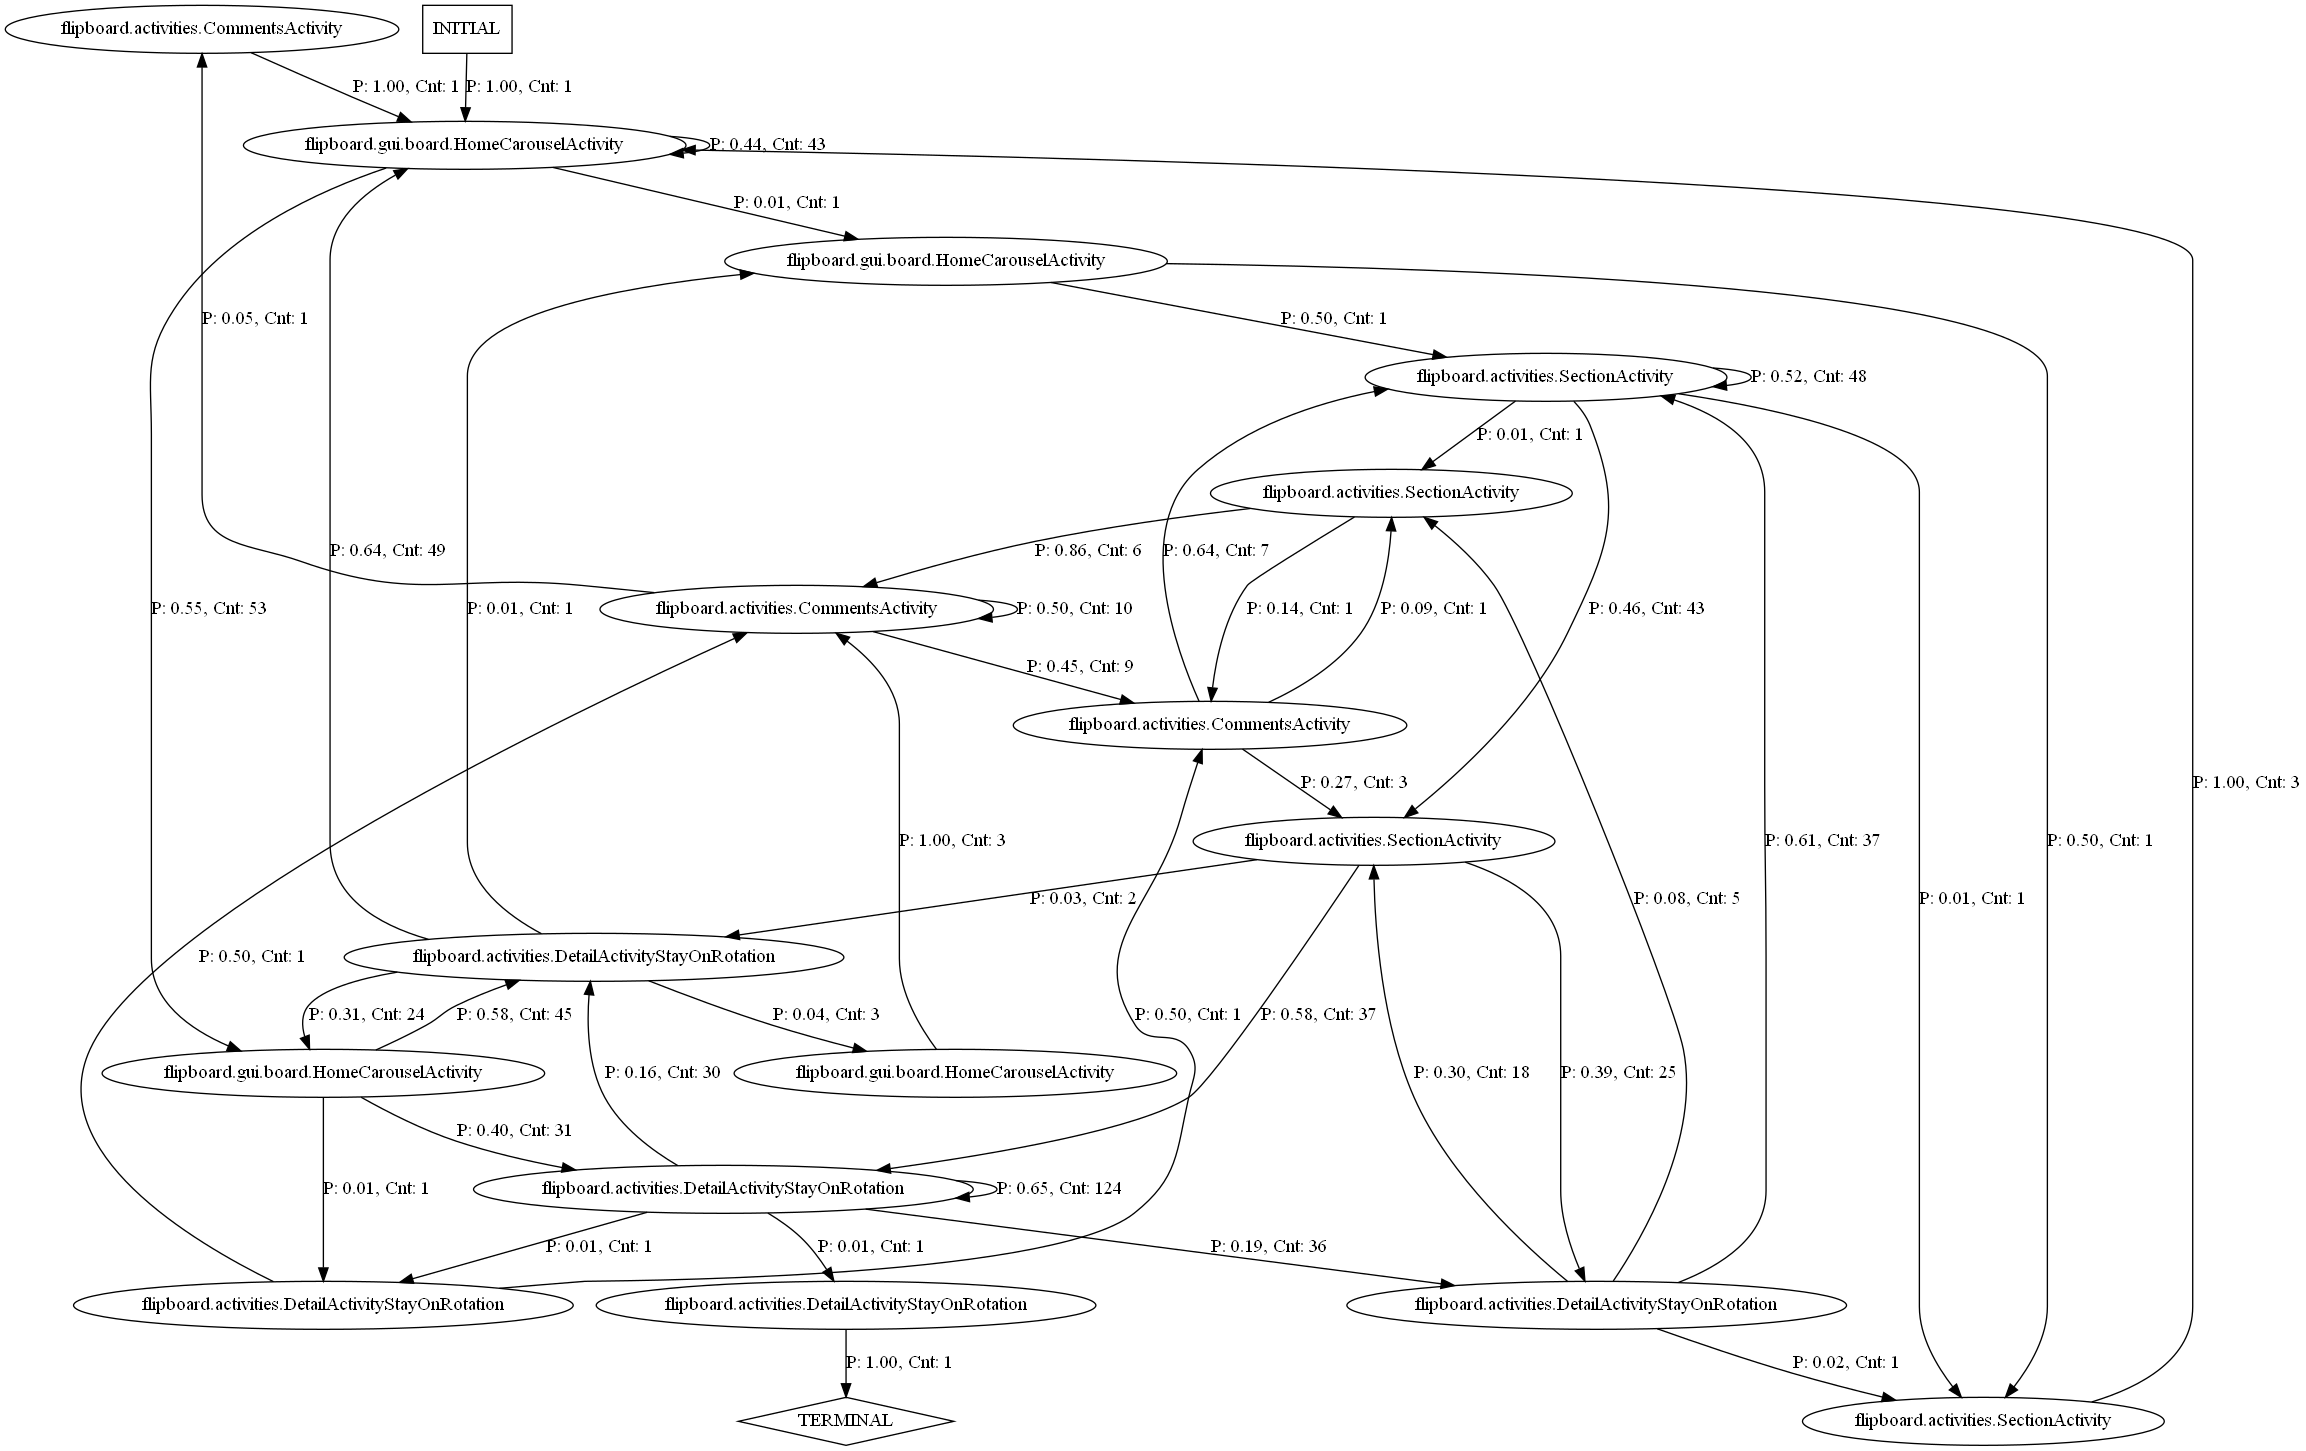 flipboard.activities.CommentsActivity
INITIAL
P: 1.00, Cnt: 1
P: 1.00, Cnt: 1
flipboard.gui.board.HomeCarouselActivity
P: 0.44, Cnt: 43
P: 0.01, Cnt: 1
flipboard.gui.board.HomeCarouselActivity
P: 0.05, Cnt: 1
P: 0.50, Cnt: 1
flipboard.activities.SectionActivity
P: 0.52, Cnt: 48
P: 0.01, Cnt: 1
flipboard.activities.SectionActivity
P: 0.64, Cnt: 49
P: 0.86, Cnt: 6
P: 0.64, Cnt: 7
P: 0.55, Cnt: 53
P: 0.01, Cnt: 1
flipboard.activities.CommentsActivity
P: 0.50, Cnt: 10
P: 0.14, Cnt: 1
P: 0.09, Cnt: 1
P: 0.46, Cnt: 43
P: 0.45, Cnt: 9
flipboard.activities.CommentsActivity
P: 0.27, Cnt: 3
P: 1.00, Cnt: 3
P: 1.00, Cnt: 3
flipboard.activities.SectionActivity
P: 0.61, Cnt: 37
P: 0.50, Cnt: 1
P: 0.03, Cnt: 2
P: 0.08, Cnt: 5
P: 0.01, Cnt: 1
P: 0.50, Cnt: 1
flipboard.activities.DetailActivityStayOnRotation
P: 0.31, Cnt: 24
P: 0.58, Cnt: 45
P: 0.04, Cnt: 3
P: 0.50, Cnt: 1
P: 0.58, Cnt: 37
flipboard.gui.board.HomeCarouselActivity
P: 0.16, Cnt: 30
flipboard.gui.board.HomeCarouselActivity
P: 0.30, Cnt: 18
P: 0.39, Cnt: 25
P: 0.40, Cnt: 31
P: 0.01, Cnt: 1
flipboard.activities.DetailActivityStayOnRotation
P: 0.65, Cnt: 124
P: 0.01, Cnt: 1
P: 0.01, Cnt: 1
P: 0.19, Cnt: 36
flipboard.activities.DetailActivityStayOnRotation
flipboard.activities.DetailActivityStayOnRotation
flipboard.activities.DetailActivityStayOnRotation
P: 1.00, Cnt: 1
P: 0.02, Cnt: 1
TERMINAL
flipboard.activities.SectionActivity